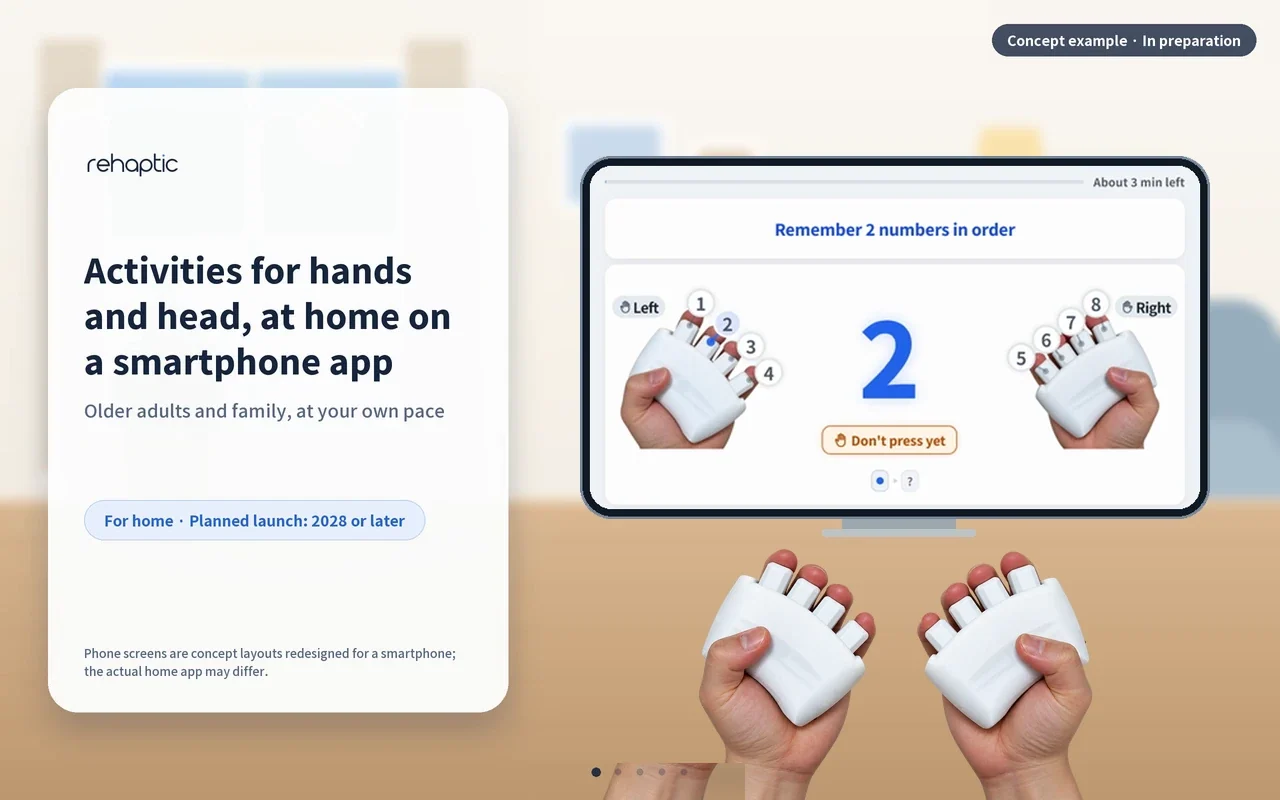 Concept example · In preparation
rehaptic
Activities for hands
and head, at home on
a smartphone app
Older adults and family, at your own pace
For home · Planned launch: 2028 or later
Phone screens are concept layouts redesigned for a smartphone;
the actual home app may differ.
About 3 min left
Remember 2 numbers in order
Left
1
2
3
4
2
Don't press yet
?
5
6
7
8
Right